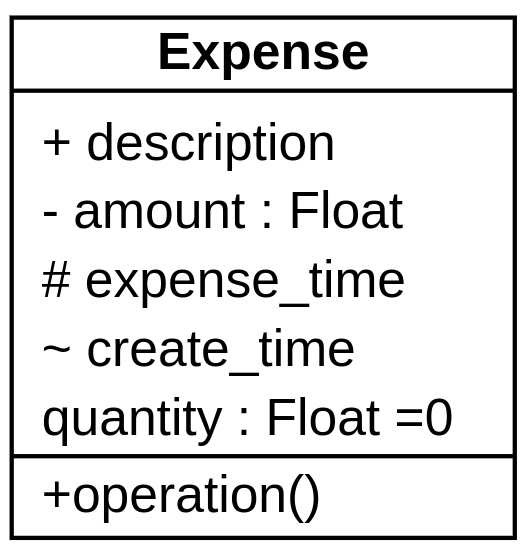 Expense
+ description
- amount : Float
# expense_time
~ create_time
quantity : Float =0
+operation()